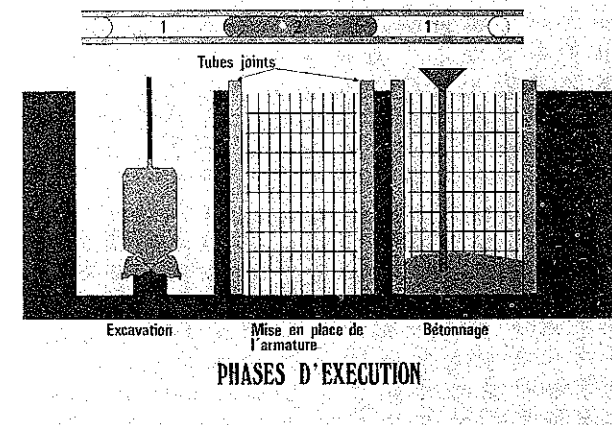 1 2 1
Tubes joints
Excavation Mise en place de Bétonnage
l'armature
PHASES D'EXECUTION